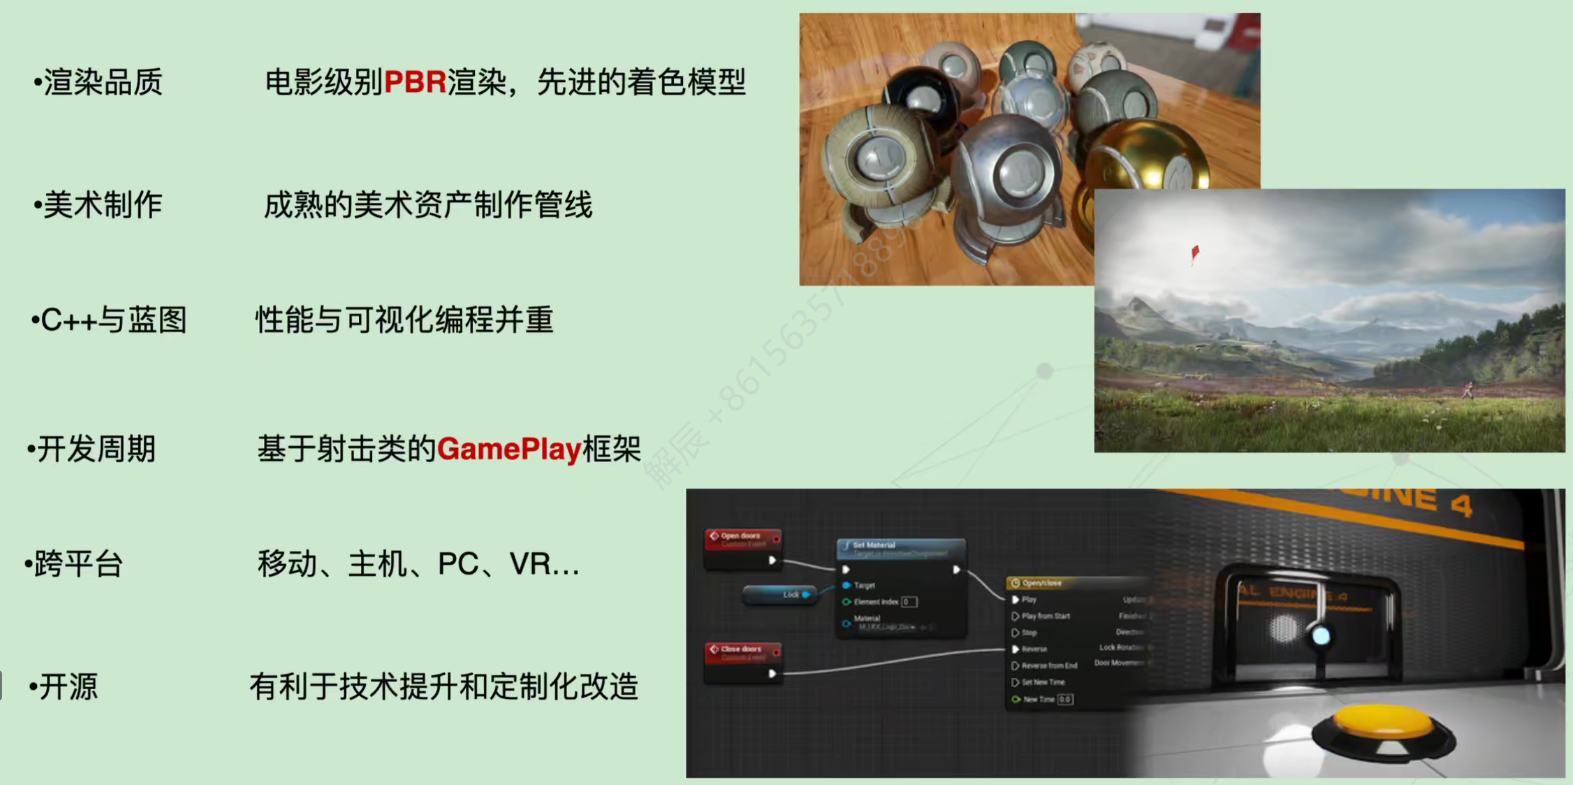 •渲染品质 电影级别PBR渲染，先进的着色模型
•美术制作 成熟的美术资产制作管线
•C++与蓝图 性能与可视化编程并重
•开发周期 基于射击类的GamePlay框架
•跨平台 移动、主机、PC、VR...
•开源 有利于技术提升和定制化改造
解辰 +861563571889
Open doors
Custom Event
Set Material
Target is Primitive Component
Lock
Target
Element Index 0
Material
Close doors
Custom Event
Open/close
Play
Update
Play from Start
Finished
Stop
Direction
Reverse
Lock Rotation
Reverse from End
Door Movement
Set New Time
New Time 0.0
GINE 4
AL ENGINE 4